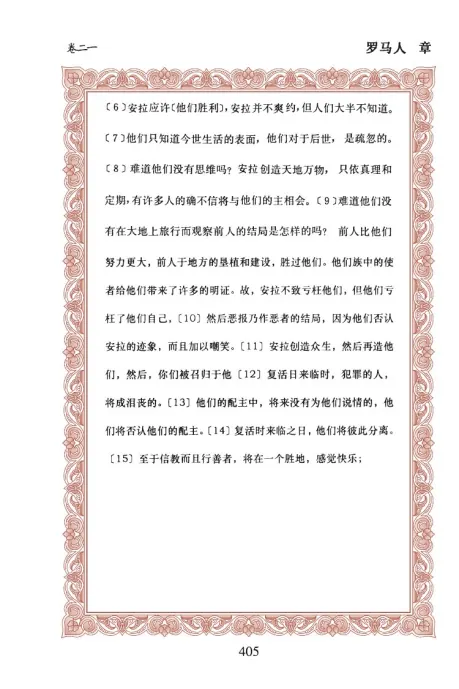 卷二一
罗马人 章
〔6〕安拉应许〔他们胜利〕,安拉并不爽约,但人们大半不知道。
〔7〕他们只知道今世生活的表面,他们对于后世, 是疏忽的。
〔8〕难道他们没有思维吗? 安拉创造天地万物, 只依真理和
定期,有许多人的确不信将与他们的主相会。〔9〕难道他们没
有在大地上旅行而观察前人的结局是怎样的吗? 前人比他们
努力更大,前人于地方的垦植和建设,胜过他们。他们族中的使
者给他们带来了许多的明证。故,安拉不致亏枉他们,但他们亏
枉了他们自己,〔10〕然后恶报乃作恶者的结局,因为他们否认
安拉的迹象,而且加以嘲笑。〔11〕安拉创造众生,然后再造他
们,然后,你们被召归于他〔12〕复活日来临时,犯罪的人,
将成沮丧的。〔13〕他们的配主中,将来没有为他们说情的,他
们将否认他们的配主。〔14〕复活时来临之日,他们将彼此分离。
〔15〕至于信教而且行善者,将在一个胜地,感觉快乐;
405